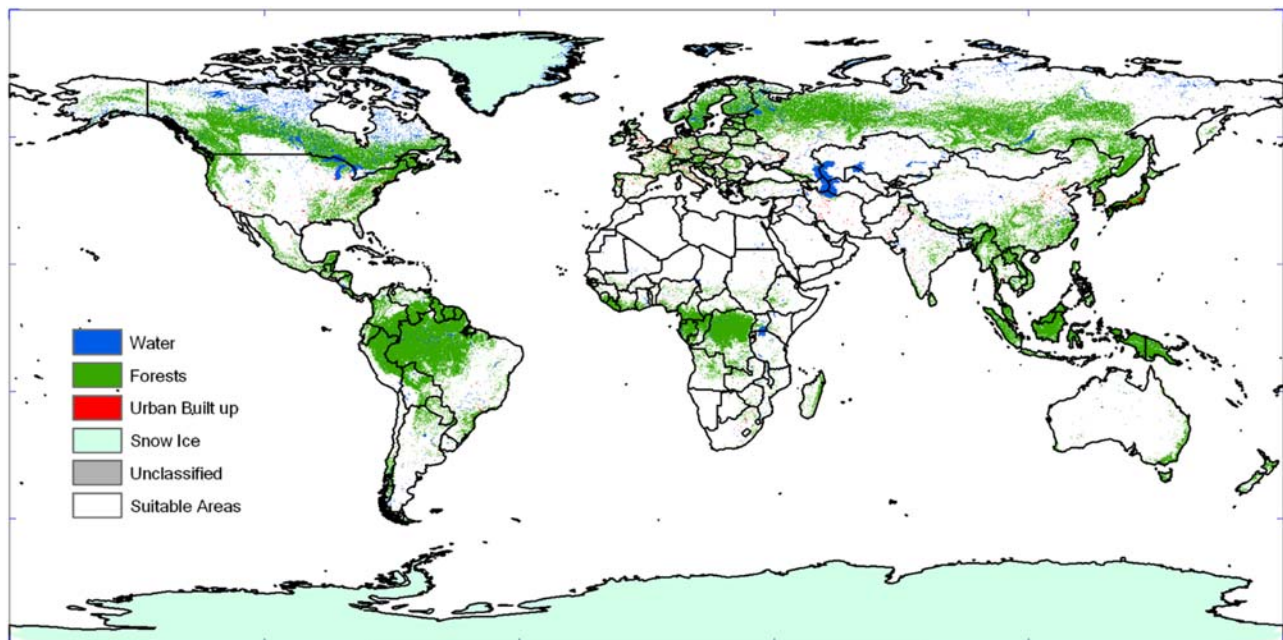 Water
Forests
Urban Built up
Snow Ice
Unclassified
Suitable Areas